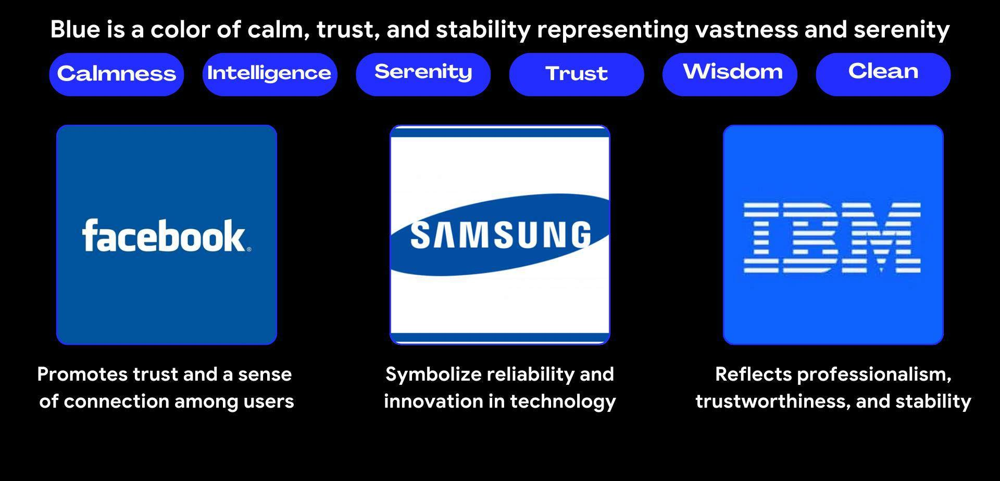 Blue is a color of calm, trust, and stability representing vastness and serenity
Calmness Intelligence Serenity Trust Wisdom Clean
facebook®
SAMSUNG
IBM
Promotes trust and a sense
of connection among users
Symbolize reliability and
innovation in technology
Reflects professionalism,
trustworthiness, and stability